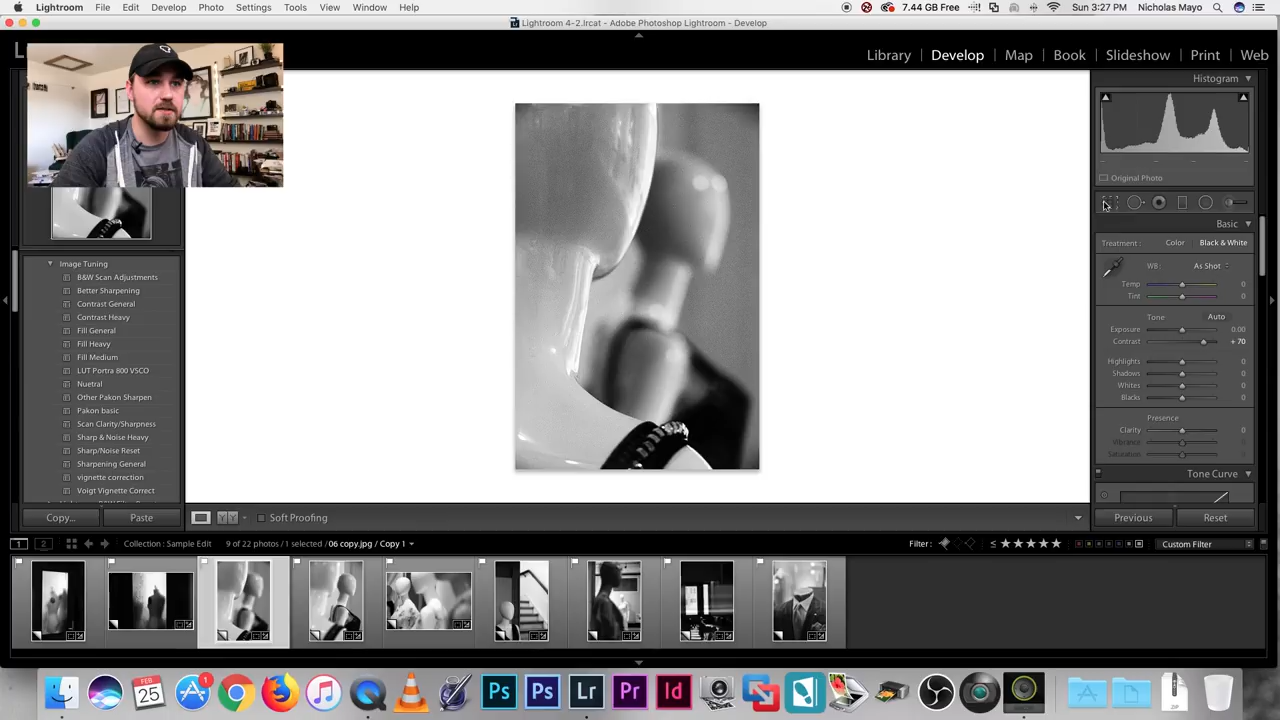 Lightroom File Edit Develop Photo Settings Tools View Window Help 7.44 GB Free Sun 3:27 PM Nicholas Mayo
Lightroom 4-2.lrcat - Adobe Photoshop Lightroom - Develop
L
Library Develop Map Book Slideshow Print Web
Histogram
Original Photo
Basic
Treatment: Color Black & White
WB: As Shot
Temp 0
Tint 0
Tone Auto
Exposure 0.00
Contrast + 70
Highlights 0
Shadows 0
Whites 0
Blacks 0
Presence
Clarity 0
Vibrance
Saturation
Tone Curve
Previous Reset
Image Tuning
B&W Scan Adjustments
Better Sharpening
Contrast General
Contrast Heavy
Fill General
Fill Heavy
Fill Medium
LUT Portra 800 VSCO
Nuetral
Other Pakon Sharpen
Pakon basic
Scan Clarity/Sharpness
Sharp & Noise Heavy
Sharp/Noise Reset
Sharpening General
vignette correction
Voigt Vignette Correct
Copy... Paste
YY Soft Proofing
1 2 Collection : Sample Edit 9 of 22 photos / 1 selected / 06 copy.jpg / Copy 1 Filter : ≤ ★★★★★ Custom Filter
FEB
25
1
Ps Ps Lr Pr Id
ZIP